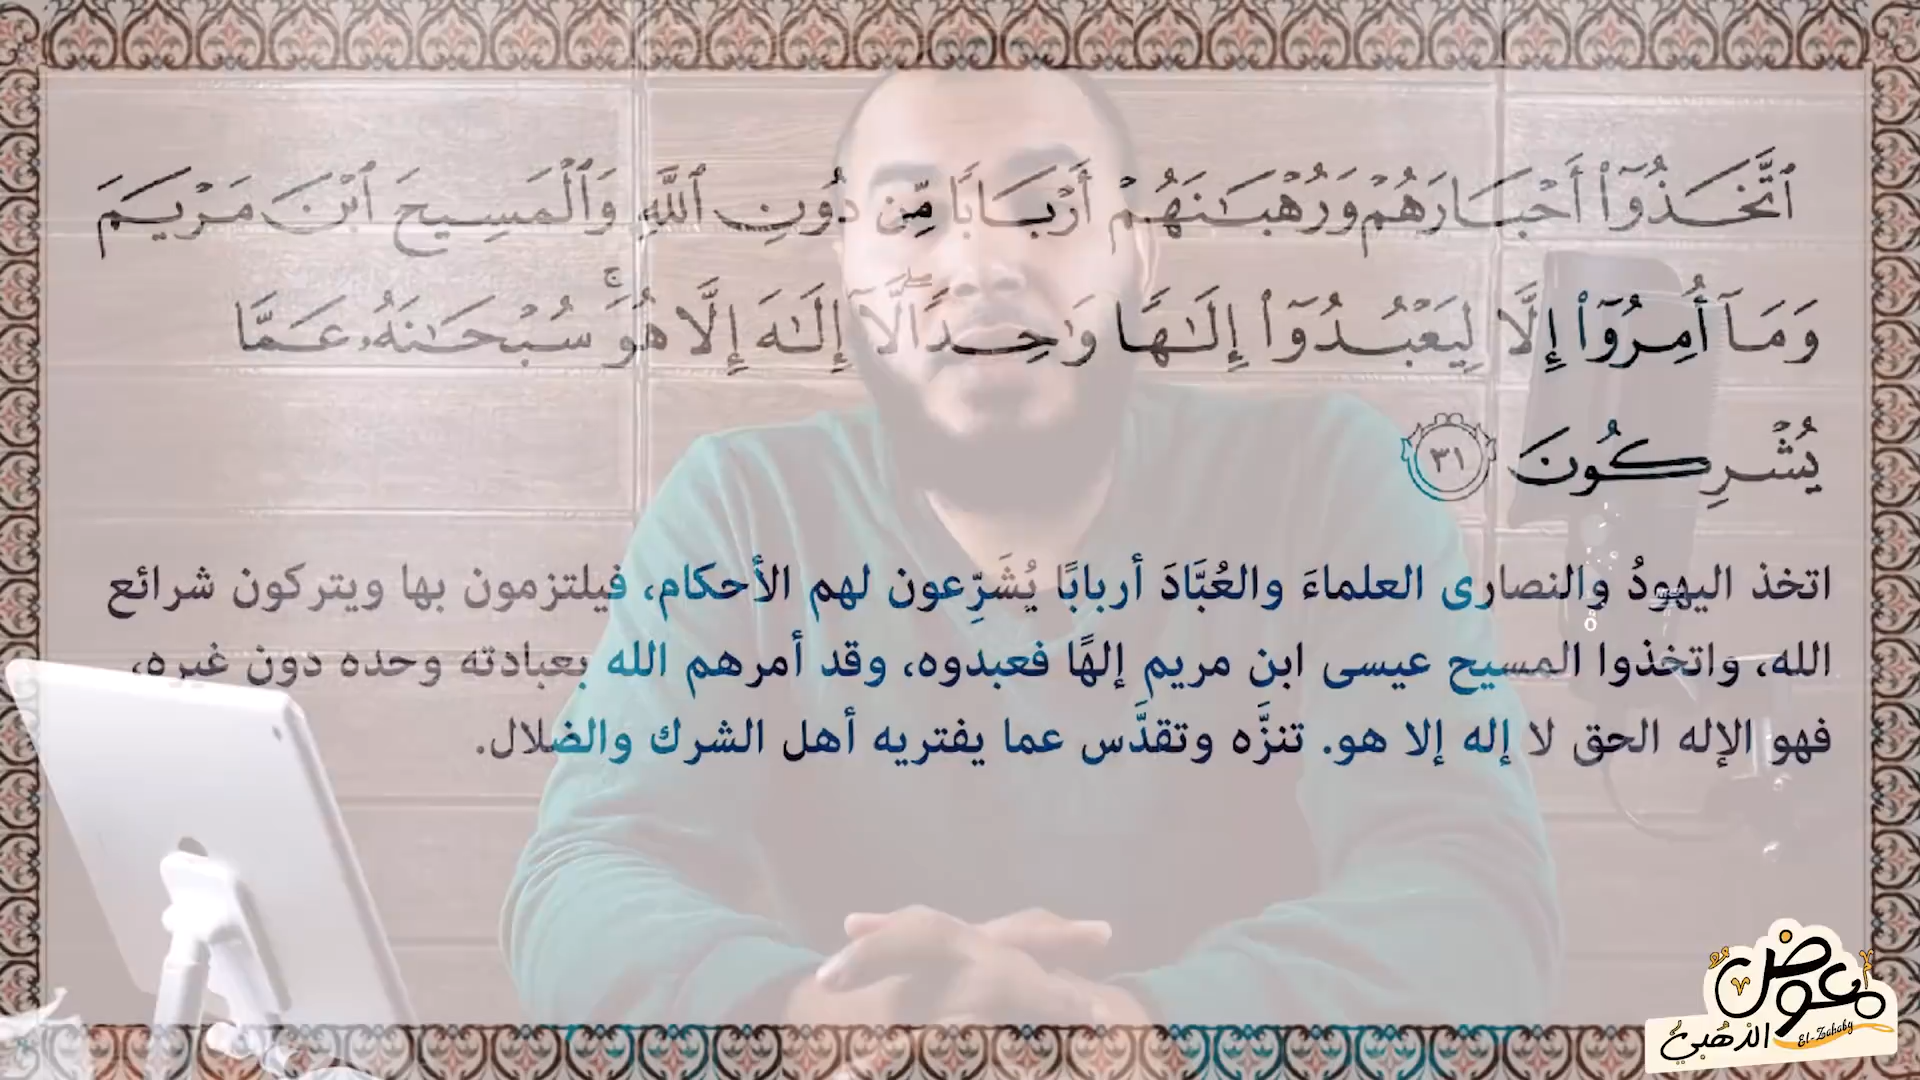 ٱتَّخَذُوٓا۟ أَحۡبَارَهُمۡ وَرُهۡبَـٰنَهُمۡ أَرۡبَابًا مِّن دُونِ ٱللَّهِ وَٱلۡمَسِيحَ ٱبۡنَ مَرۡيَمَ
وَمَآ أُمِرُوٓا۟ إِلَّا لِيَعۡبُدُوٓا۟ إِلَـٰهًا وَٰحِدًاۖ لَّآ إِلَـٰهَ إِلَّا هُوَۚ سُبۡحَـٰنَهُۥ عَمَّا
يُشۡرِكُونَ ٣١
اتخذ اليهودُ والنصارى العلماءَ والعُبَّادَ أربابًا يُشَرِّعون لهم الأحكام، فيلتزمون بها ويتركون شرائع
الله، واتخذوا المسيح عيسى ابن مريم إلهًا فعبدوه، وقد أمرهم الله بعبادته وحده دون غيره،
فهو الإله الحق لا إله إلا هو. تنزَّه وتقدَّس عما يفتريه أهل الشرك والضلال.
معوض
الذهبي El-Zahaby